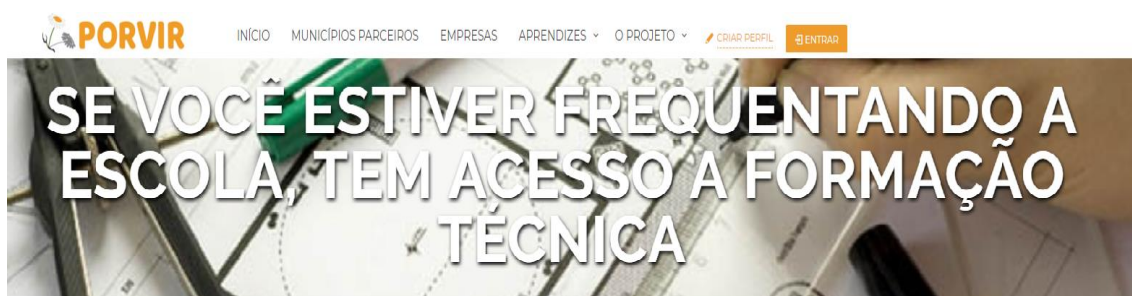 PORVIR
INÍCIO MUNICÍPIOS PARCEIROS EMPRESAS APRENDIZES O PROJETO CRIAR PERFIL ENTRAR
SE VOCÊ ESTIVER FREQUENTANDO A
ESCOLA, TEM ACESSO A FORMAÇÃO
TÉCNICA